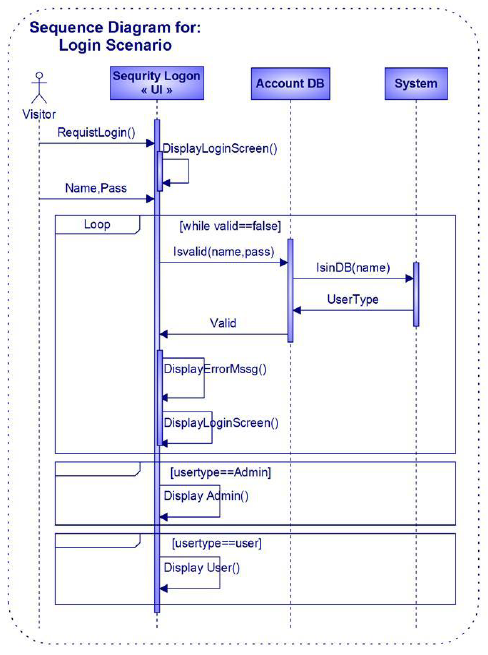 Sequence Diagram for:
Login Scenario
Sequrity Logon
« UI »
Account DB
System
Visitor
RequistLogin()
DisplayLoginScreen()
Name,Pass
Loop
[while valid==false]
Isvalid(name,pass)
IsinDB(name)
UserType
Valid
DisplayErrorMssg()
DisplayLoginScreen()
[usertype==Admin]
Display Admin()
[usertype==user]
Display User()